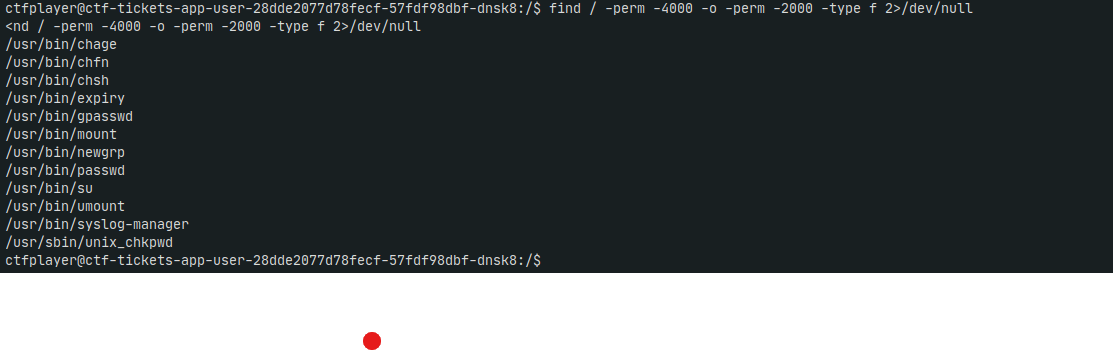 ctfplayer@ctf-tickets-app-user-28dde2077d78fecf-57fdf98dbf-dnsk8:/$ find / -perm -4000 -o -perm -2000 -type f 2>/dev/null
<nd / -perm -4000 -o -perm -2000 -type f 2>/dev/null
/usr/bin/chage
/usr/bin/chfn
/usr/bin/chsh
/usr/bin/expiry
/usr/bin/gpasswd
/usr/bin/mount
/usr/bin/newgrp
/usr/bin/passwd
/usr/bin/su
/usr/bin/umount
/usr/bin/syslog-manager
/usr/sbin/unix_chkpwd
ctfplayer@ctf-tickets-app-user-28dde2077d78fecf-57fdf98dbf-dnsk8:/$